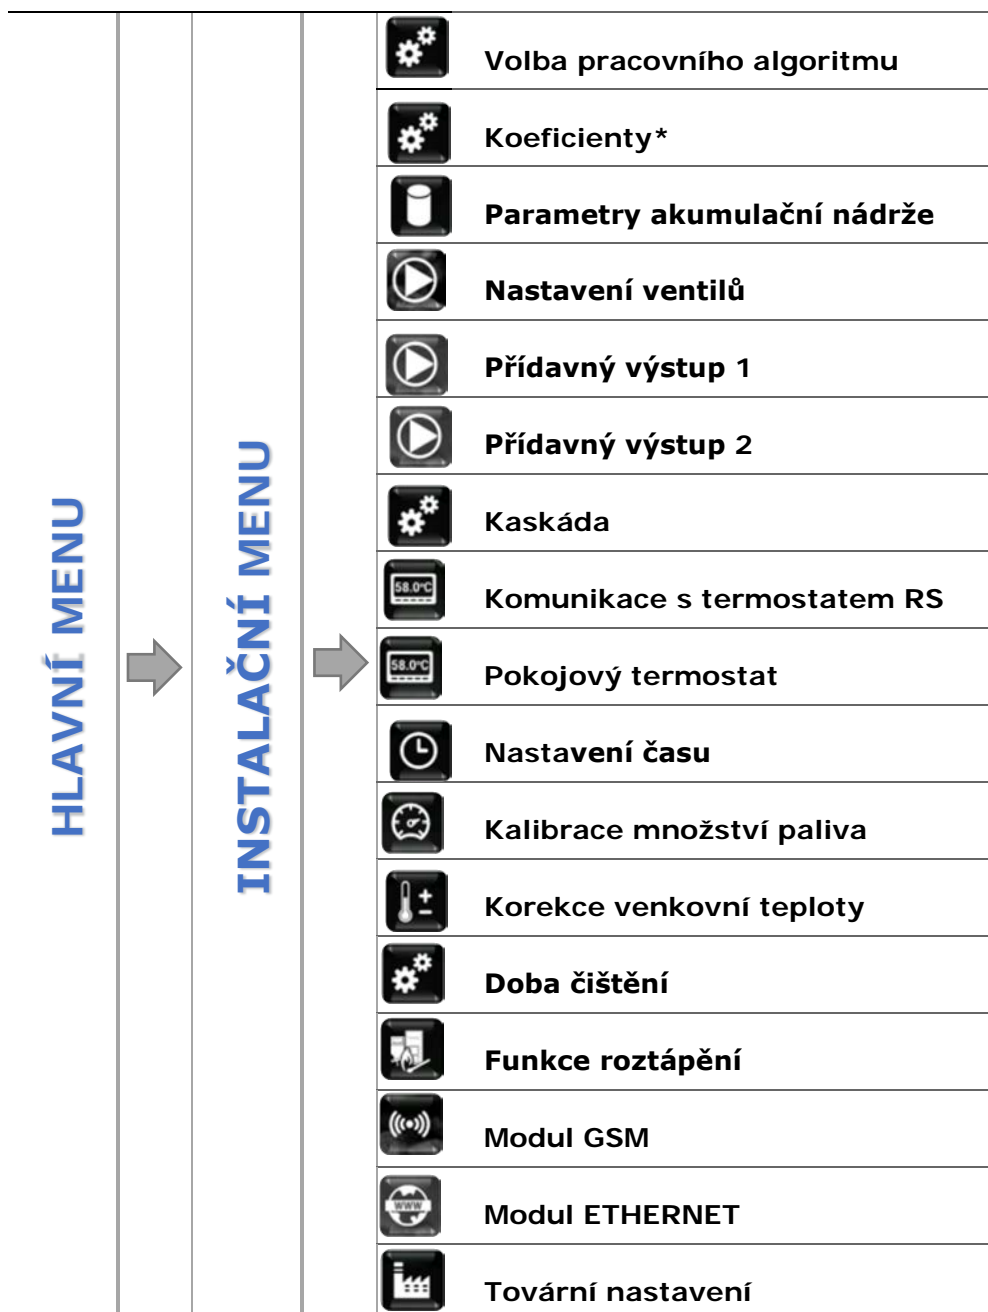 HLAVNÍ MENU
INSTALAČNÍ MENU
Volba pracovního algoritmu
Koeficienty*
Parametry akumulační nádrže
Nastavení ventilů
Přídavný výstup 1
Přídavný výstup 2
Kaskáda
58.0°C
Komunikace s termostatem RS
58.0°C
Pokojový termostat
Nastavení času
Kalibrace množství paliva
Korekce venkovní teploty
Doba čištění
Funkce roztápění
Modul GSM
WWW
Modul ETHERNET
Tovární nastavení